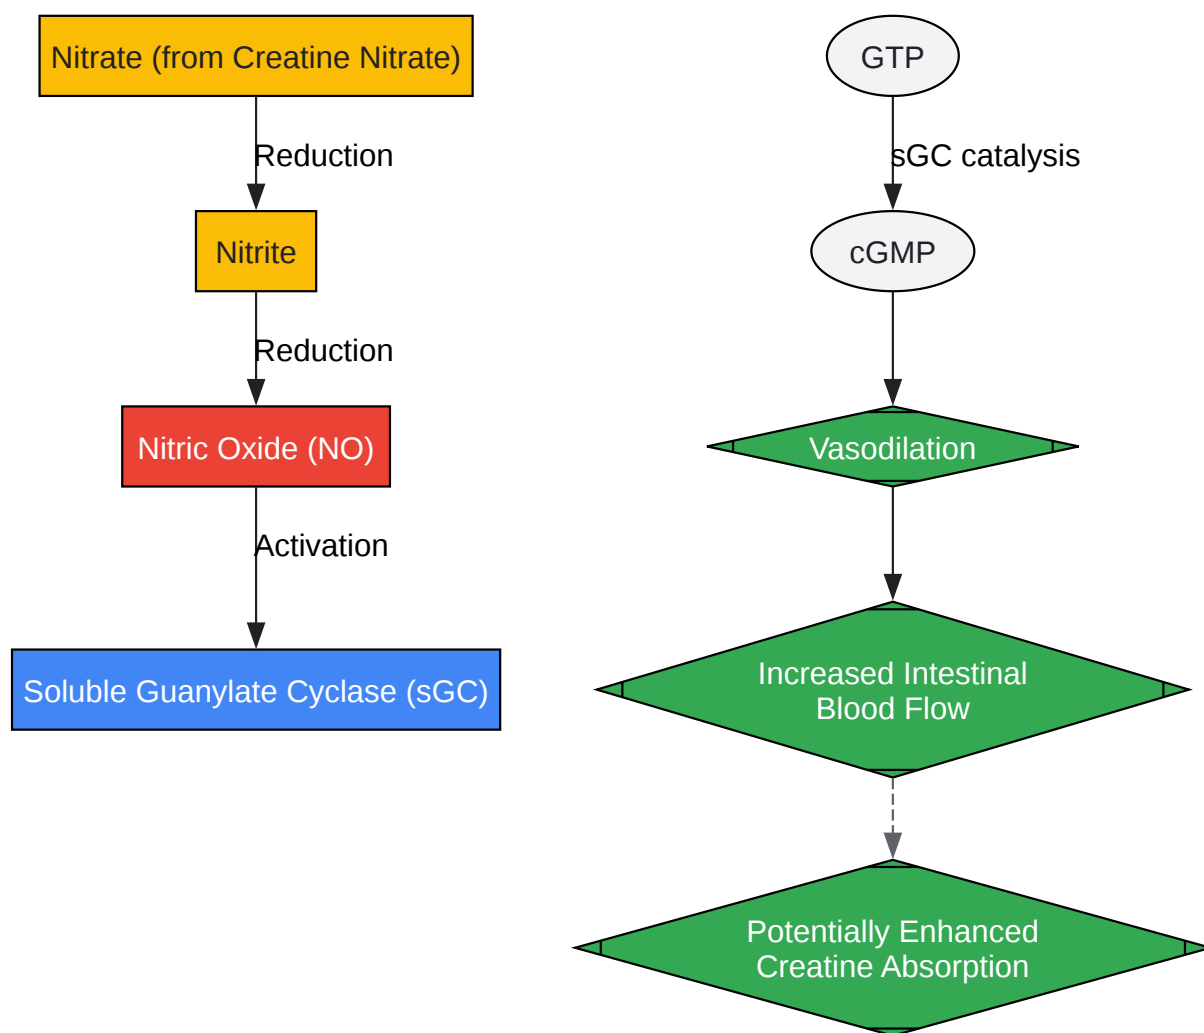 Nitrate (from Creatine Nitrate)
Reduction
Nitrite
Reduction
Nitric Oxide (NO)
Activation
Soluble Guanylate Cyclase (sGC)
GTP
sGC catalysis
cGMP
Vasodilation
Increased Intestinal
Blood Flow
Potentially Enhanced
Creatine Absorption